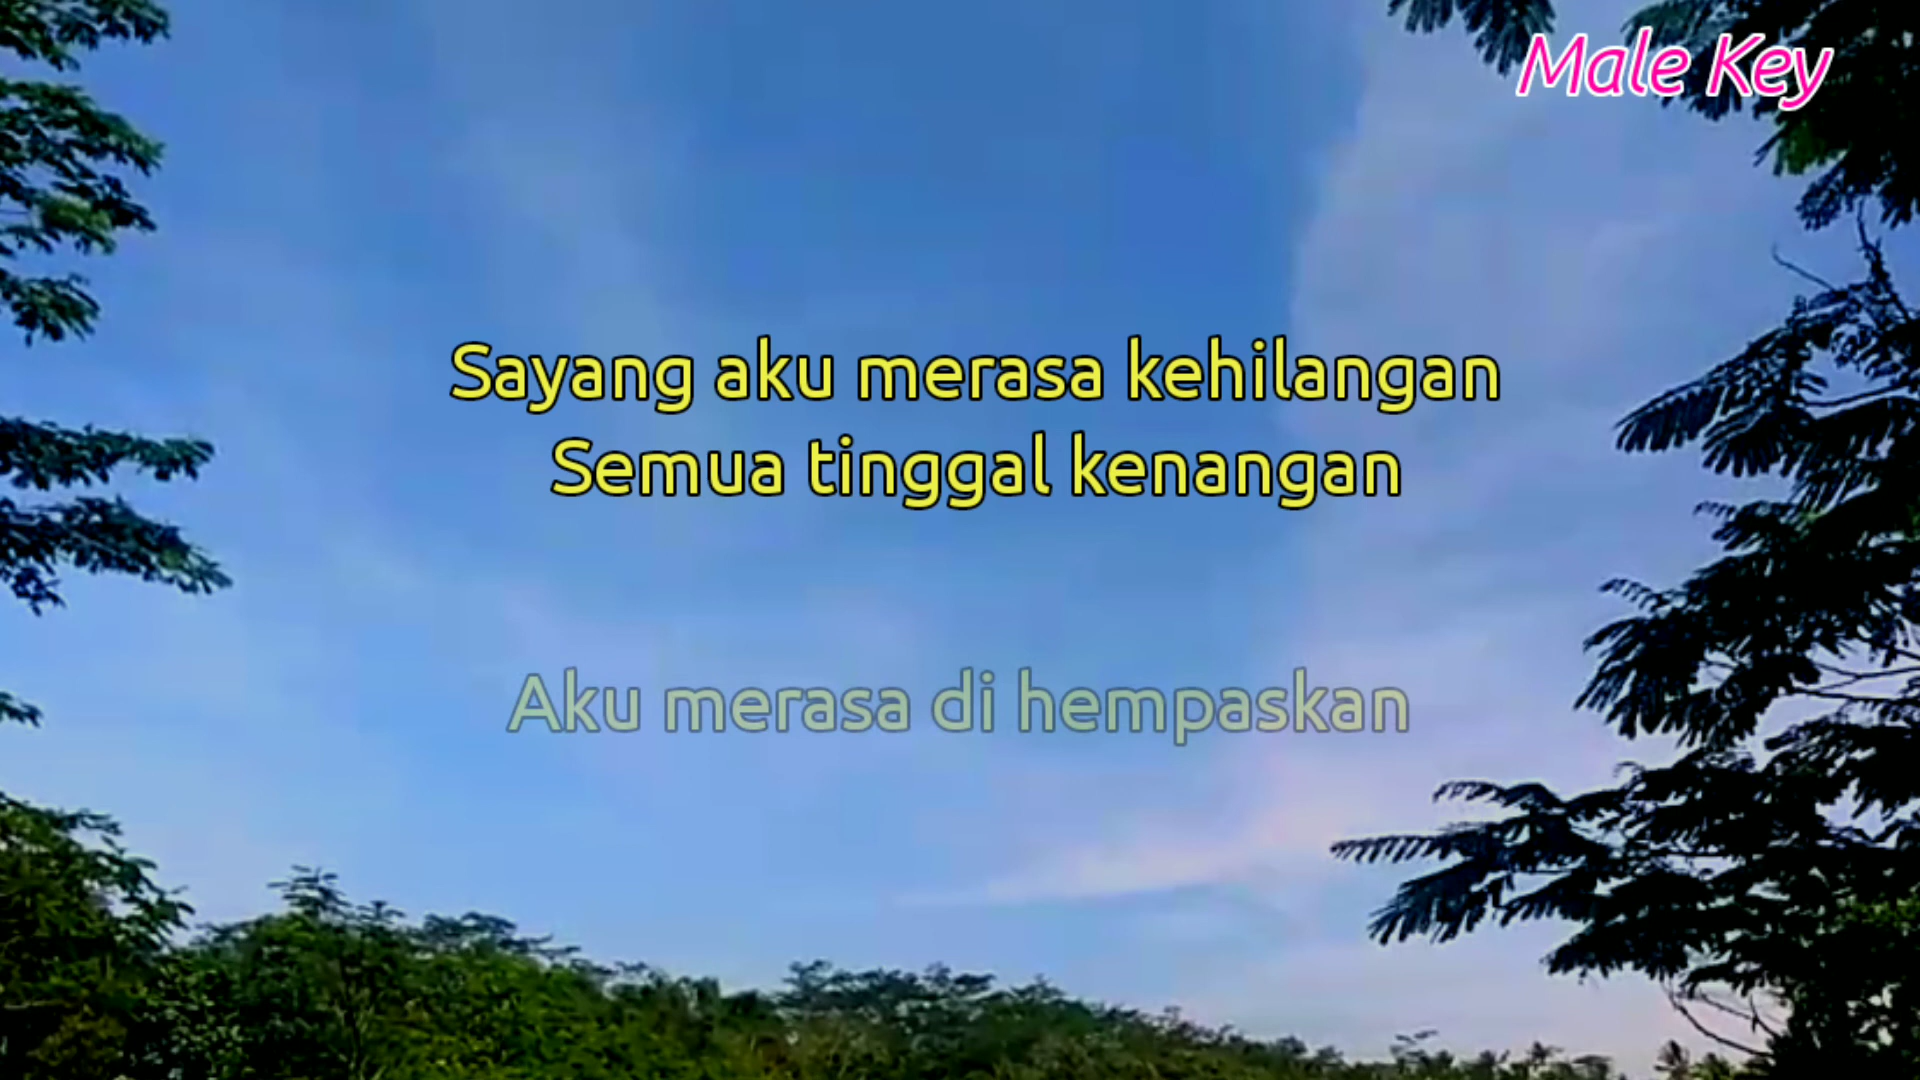 Male Key
Sayang aku merasa kehilangan
Semua tinggal kenangan
Aku merasa di hempaskan